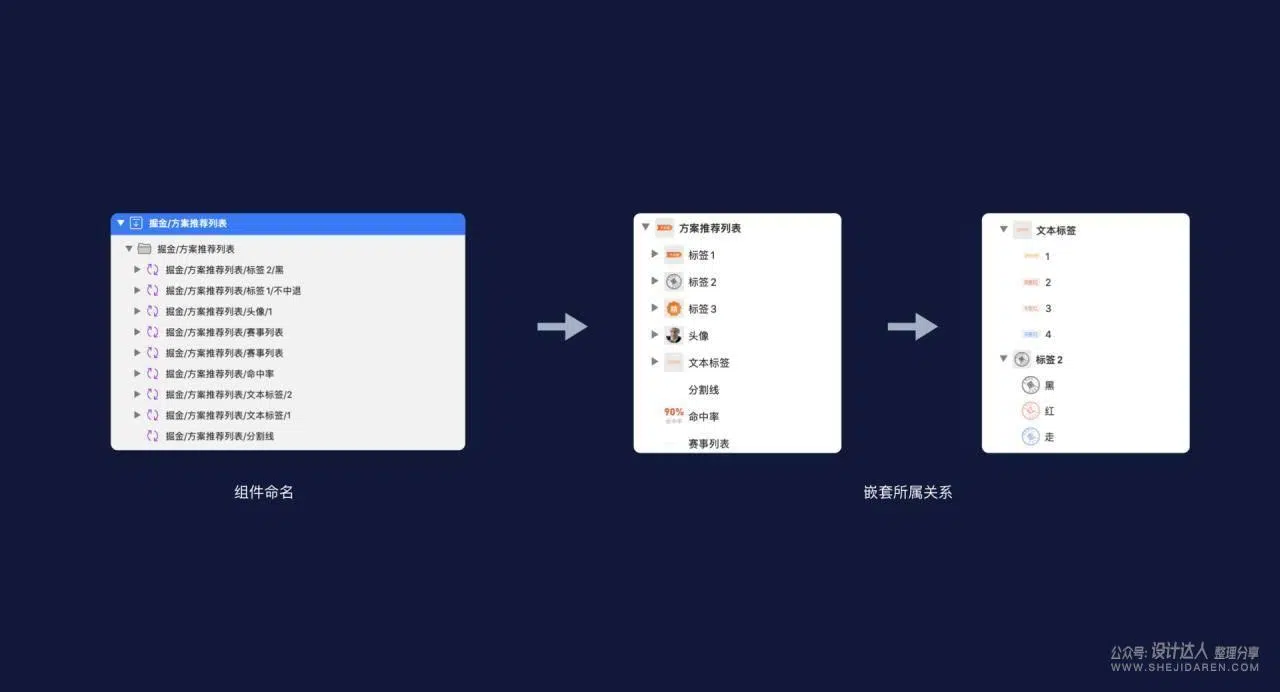 掘金/方案推荐列表
掘金/方案推荐列表
掘金/方案推荐列表/标签2/黑
掘金/方案推荐列表/标签1/不中退
掘金/方案推荐列表/头像/1
掘金/方案推荐列表/赛事列表
掘金/方案推荐列表/赛事列表
掘金/方案推荐列表/命中率
掘金/方案推荐列表/文本标签/2
掘金/方案推荐列表/文本标签/1
掘金/方案推荐列表/分割线
组件命名
方案推荐列表
标签1
标签2
标签3
头像
文本标签
分割线
90%
命中率
赛事列表
文本标签
1
2
3
4
标签2
黑
红
走
嵌套所属关系
公众号:设计达人 整理分享
WWW.SHEJIDAREN.COM